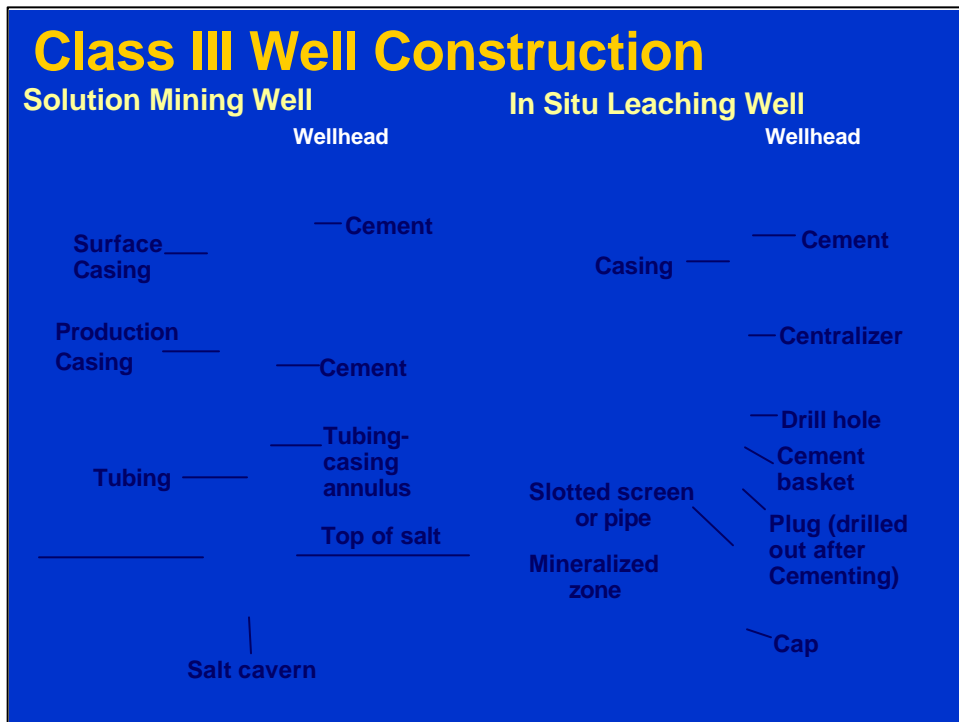 Class III Well Construction
Solution Mining Well
Wellhead
Cement
Surface
Casing
Production
Casing
Cement
Tubing-
casing
annulus
Tubing
Top of salt
Salt cavern
In Situ Leaching Well
Wellhead
Cement
Casing
Centralizer
Drill hole
Cement
basket
Slotted screen
or pipe
Plug (drilled
out after
Cementing)
Mineralized
zone
Cap